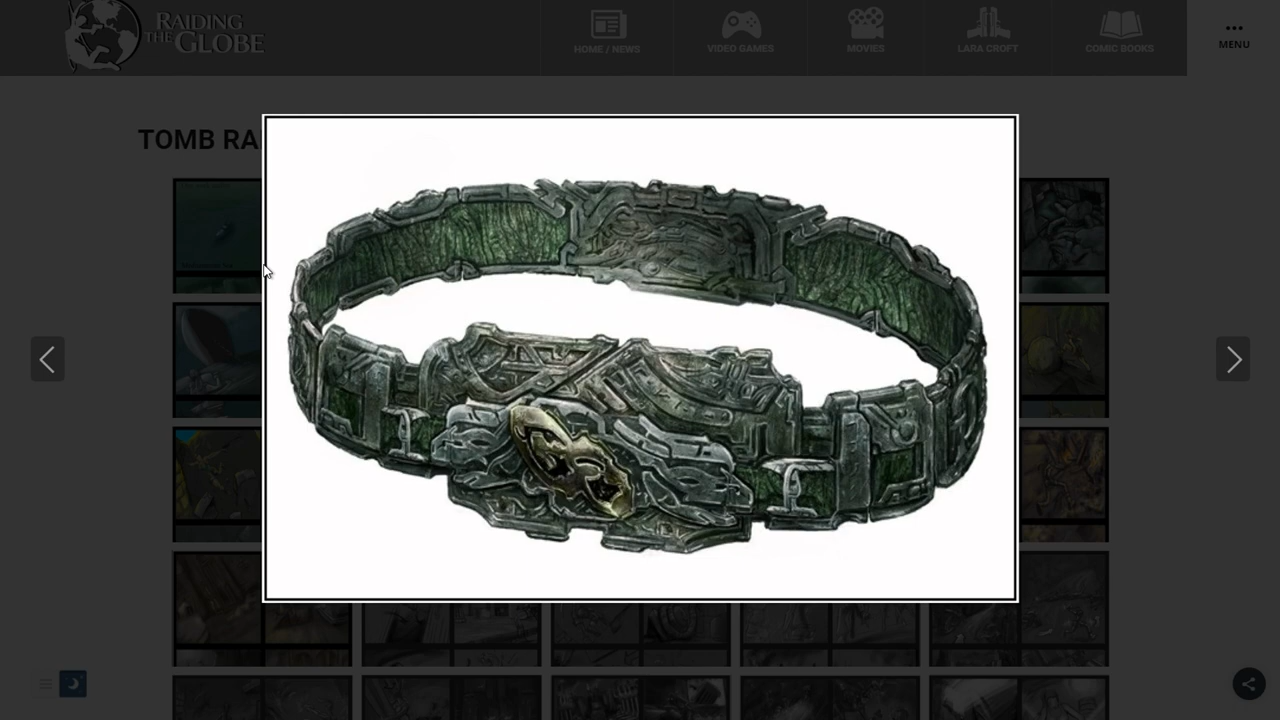 RAIDING
THE GLOBE
HOME / NEWS
VIDEO GAMES
MOVIES
LARA CROFT
COMIC BOOKS
MENU
TOMB RA